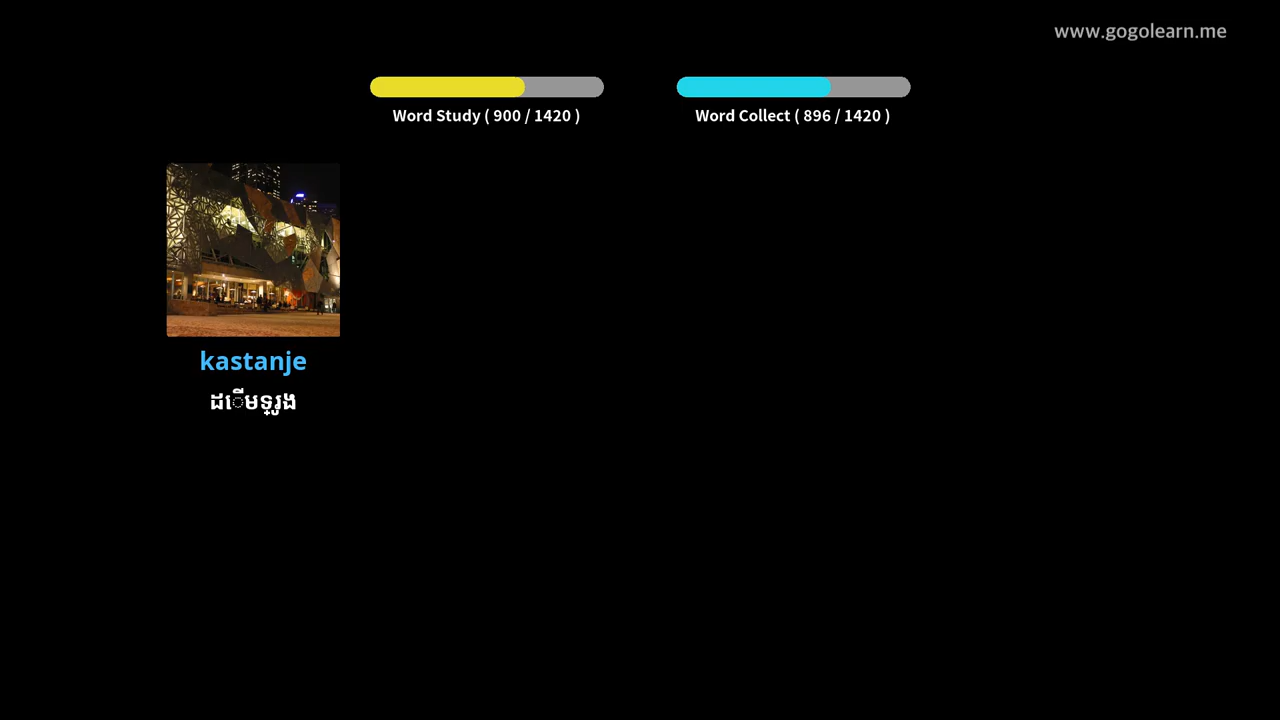 www.gogolearn.me
Word Study ( 900 / 1420 )
Word Collect ( 896 / 1420 )
kastanje
ដើមទ្រូង